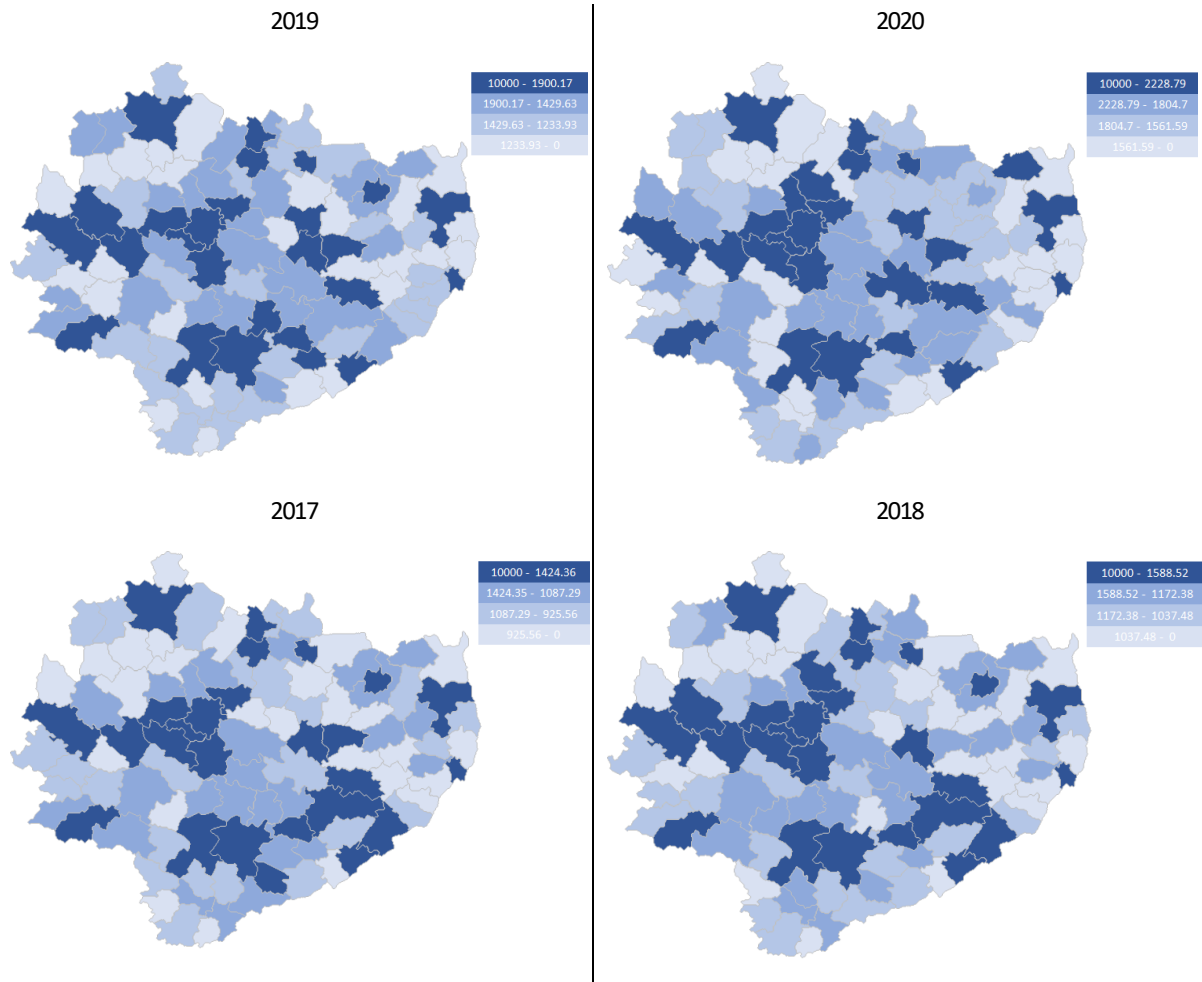 2019
10000 - 1900.17
1900.17 - 1429.63
1429.63 - 1233.93
1233.93 - 0
2020
10000 - 2228.79
2228.79 - 1804.7
1804.7 - 1561.59
1561.59 - 0
2017
10000 - 1424.36
1424.35 - 1087.29
1087.29 - 925.56
925.56 - 0
2018
10000 - 1588.52
1588.52 - 1172.38
1172.38 - 1037.48
1037.48 - 0